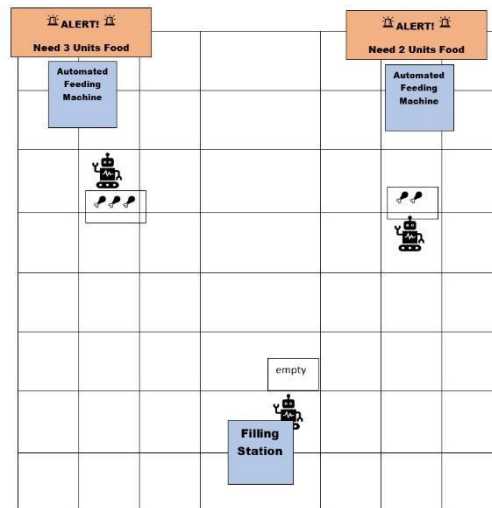 ALERT!
Need 3 Units Food
ALERT!
Need 2 Units Food
Automated
Feeding
Machine
Automated
Feeding
Machine
empty
Filling
Station